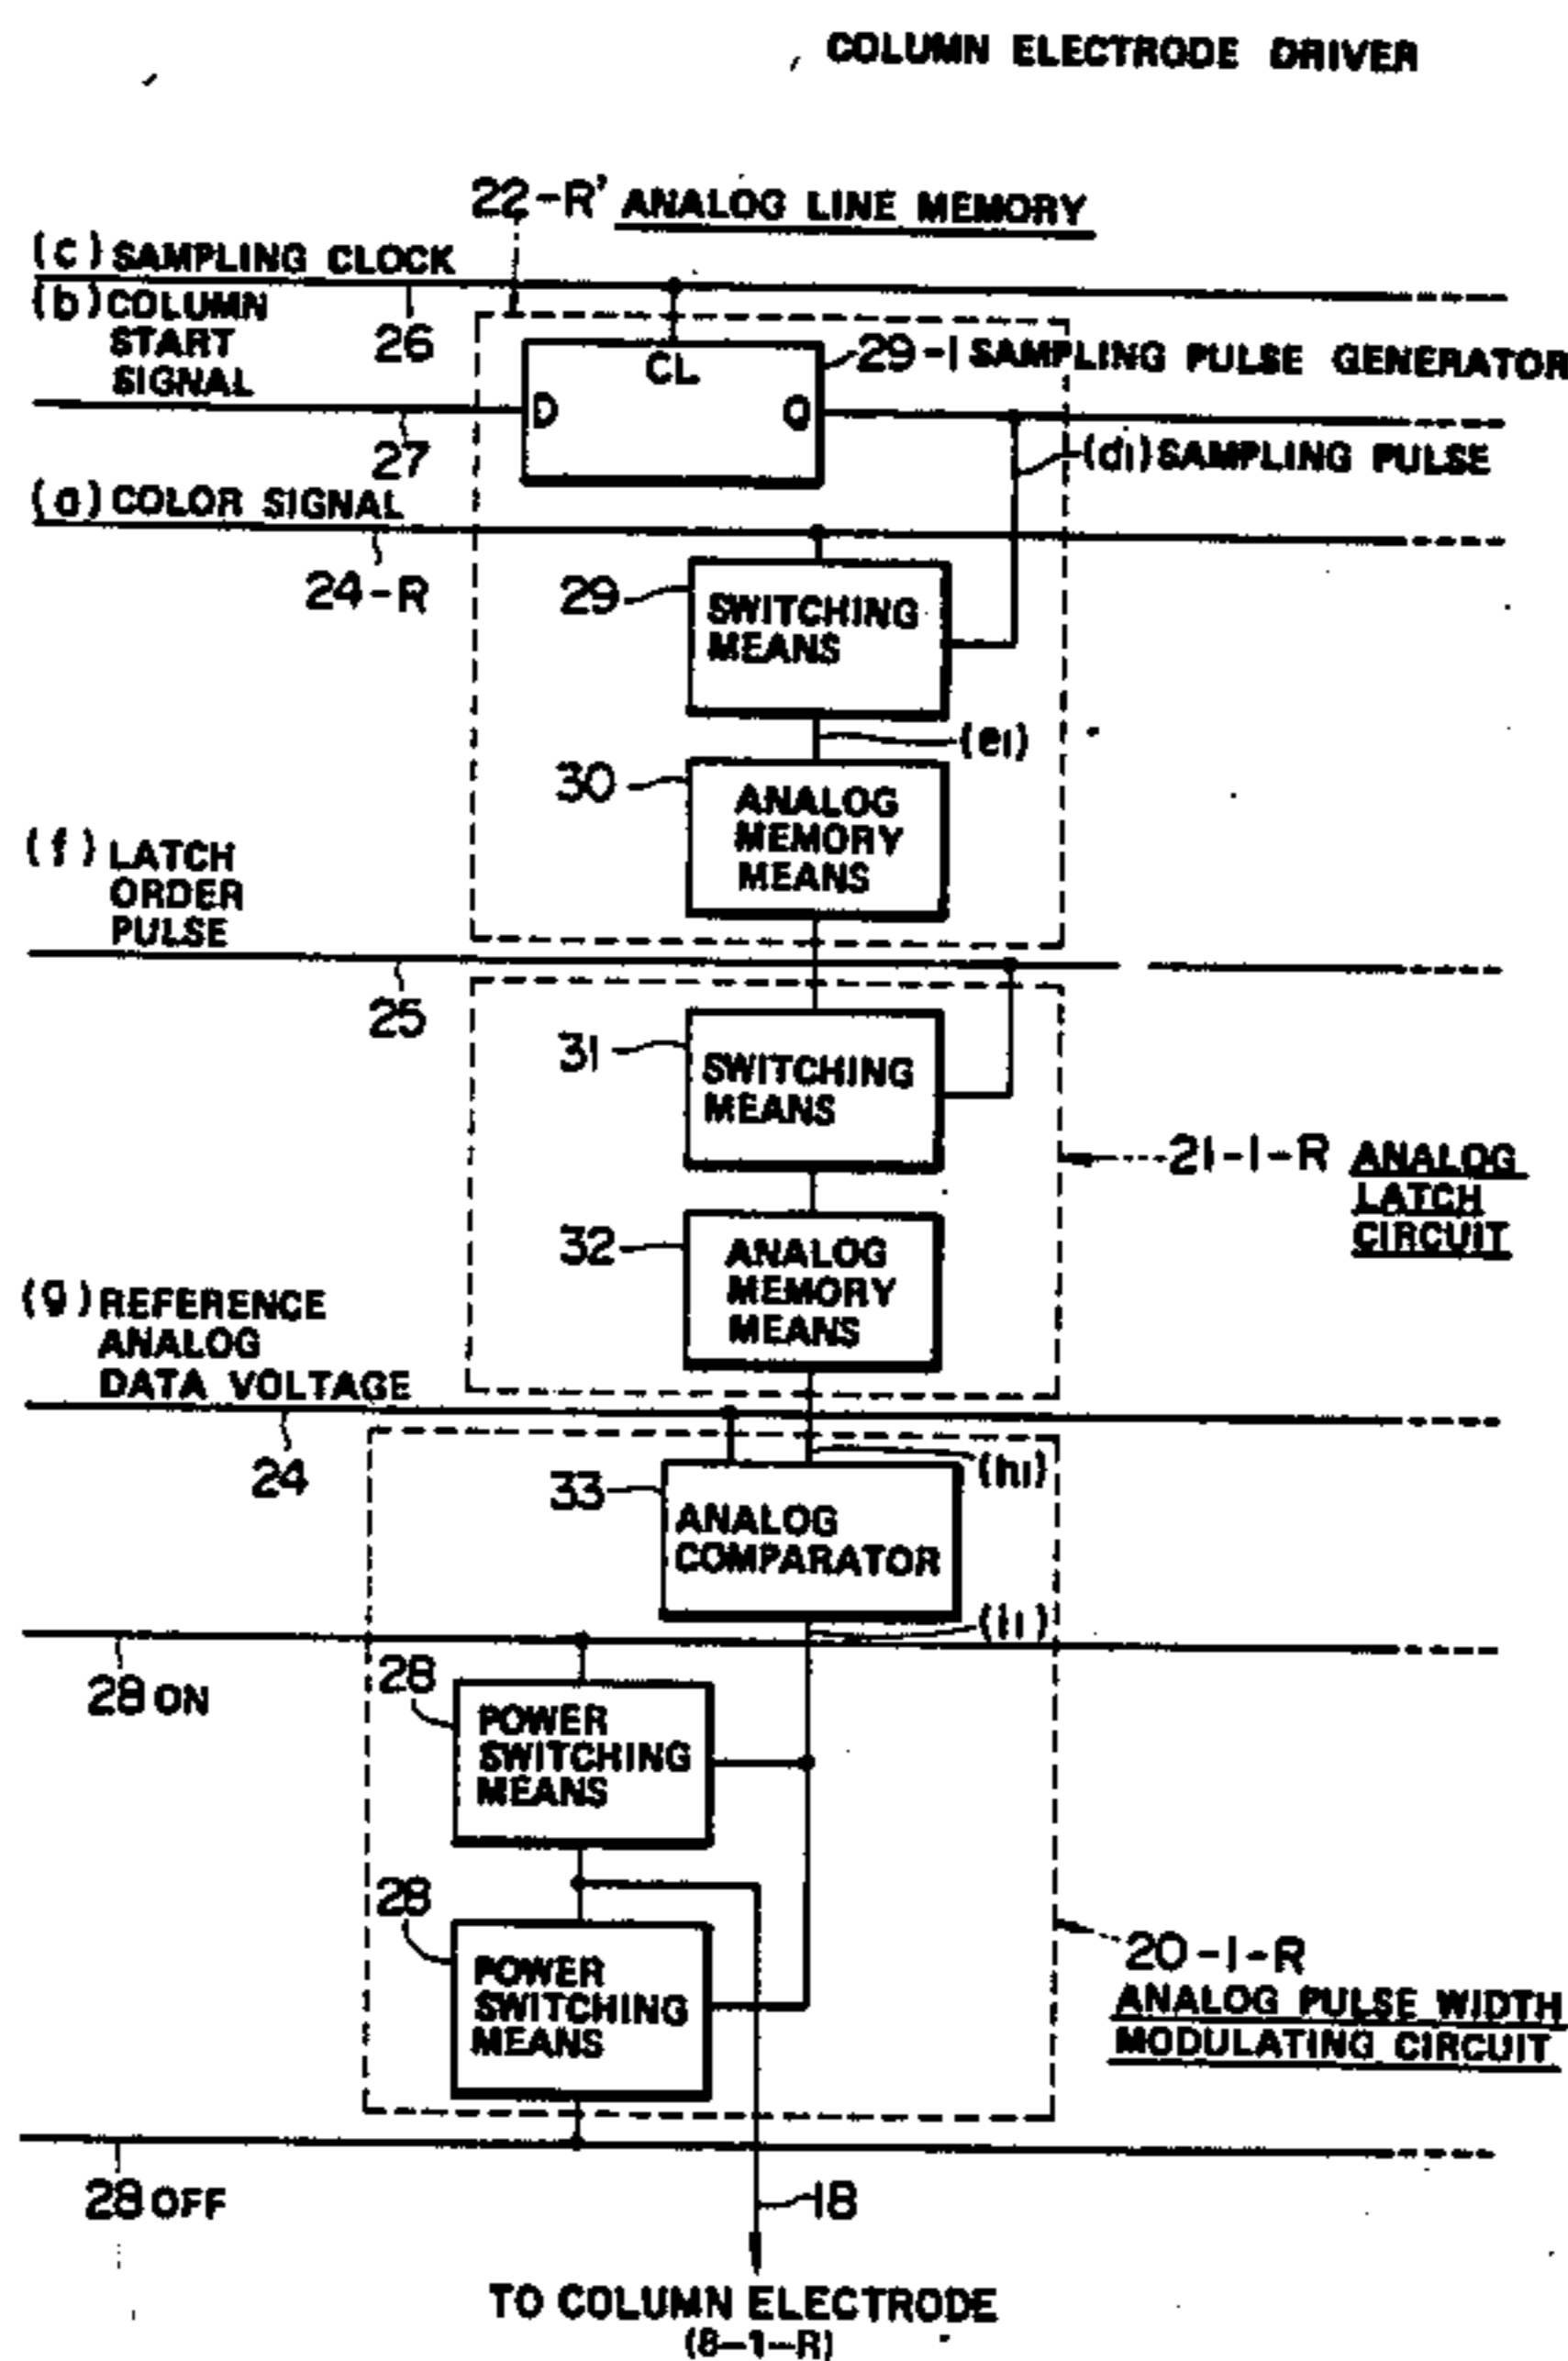 COLUMN ELECTRODE DRIVER
22-R' ANALOG LINE MEMORY
(c) SAMPLING CLOCK
26
(b) COLUMN
START
SIGNAL
27
CL
D
Q
29-1 SAMPLING PULSE GENERATOR
(d1) SAMPLING PULSE
(a) COLOR SIGNAL
24-R
29
SWITCHING
MEANS
(e1)
30
ANALOG
MEMORY
MEANS
(f) LATCH
ORDER
PULSE
25
31
SWITCHING
MEANS
21-1-R ANALOG
LATCH
CIRCUIT
32
ANALOG
MEMORY
MEANS
(g) REFERENCE
ANALOG
DATA VOLTAGE
24
(h1)
33
ANALOG
COMPARATOR
(i1)
28 ON
28
POWER
SWITCHING
MEANS
28
POWER
SWITCHING
MEANS
20-1-R
ANALOG PULSE WIDTH
MODULATING CIRCUIT
28 OFF
18
TO COLUMN ELECTRODE
(8-1-R)